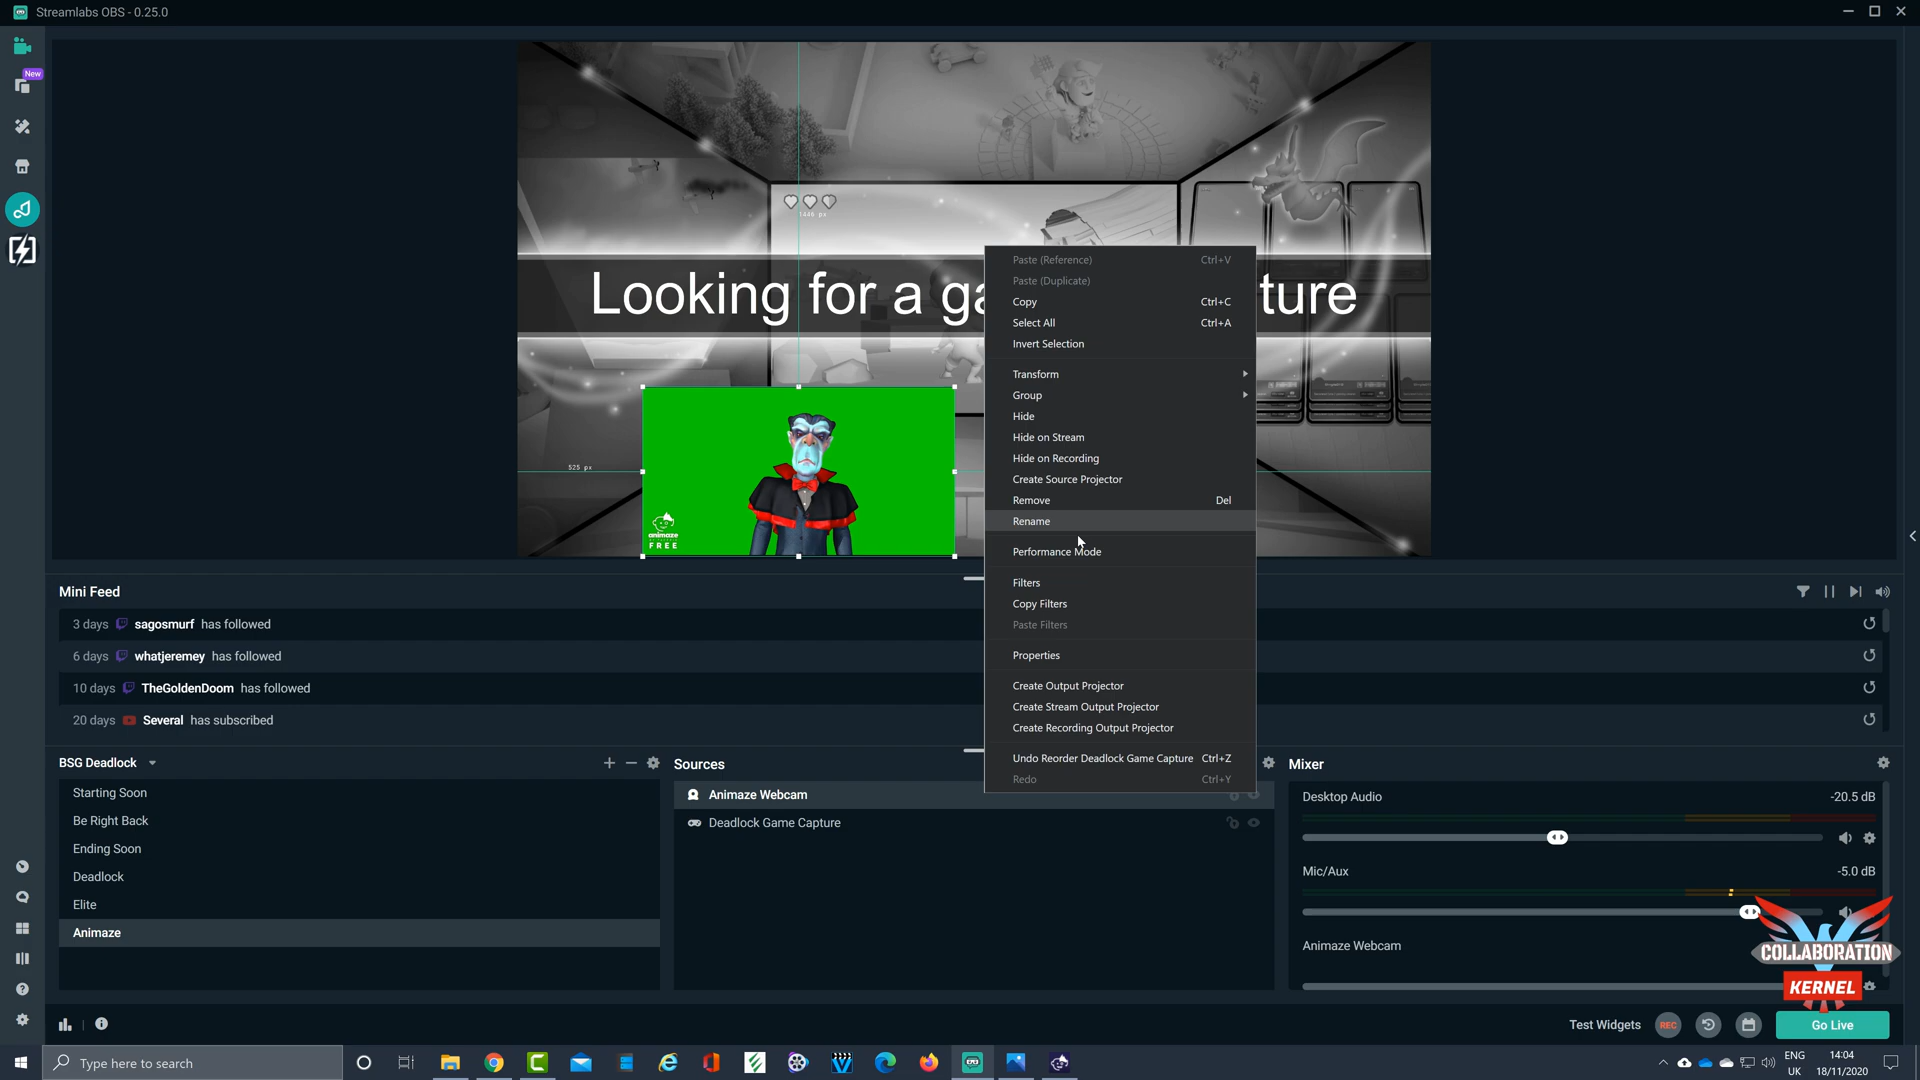 Streamlabs OBS - 0.25.0
New
1446 px
Looking for a ga
ture
525 px
animaze
FREE
Paste (Reference) Ctrl+V
Paste (Duplicate)
Copy Ctrl+C
Select All Ctrl+A
Invert Selection
Transform
Group
Hide
Hide on Stream
Hide on Recording
Create Source Projector
Remove Del
Rename
Performance Mode
Filters
Copy Filters
Paste Filters
Properties
Create Output Projector
Create Stream Output Projector
Create Recording Output Projector
Undo Reorder Deadlock Game Capture Ctrl+Z
Redo Ctrl+Y
Mini Feed
3 days sagosmurf has followed
6 days whatjeremey has followed
10 days TheGoldenDoom has followed
20 days Several has subscribed
BSG Deadlock
Starting Soon
Be Right Back
Ending Soon
Deadlock
Elite
Animaze
Sources
Animaze Webcam
Deadlock Game Capture
Mixer
Desktop Audio -20.5 dB
Mic/Aux -5.0 dB
Animaze Webcam
COLLABORATION
KERNEL
Test Widgets REC Go Live
Type here to search
ENG
UK
14:04
18/11/2020